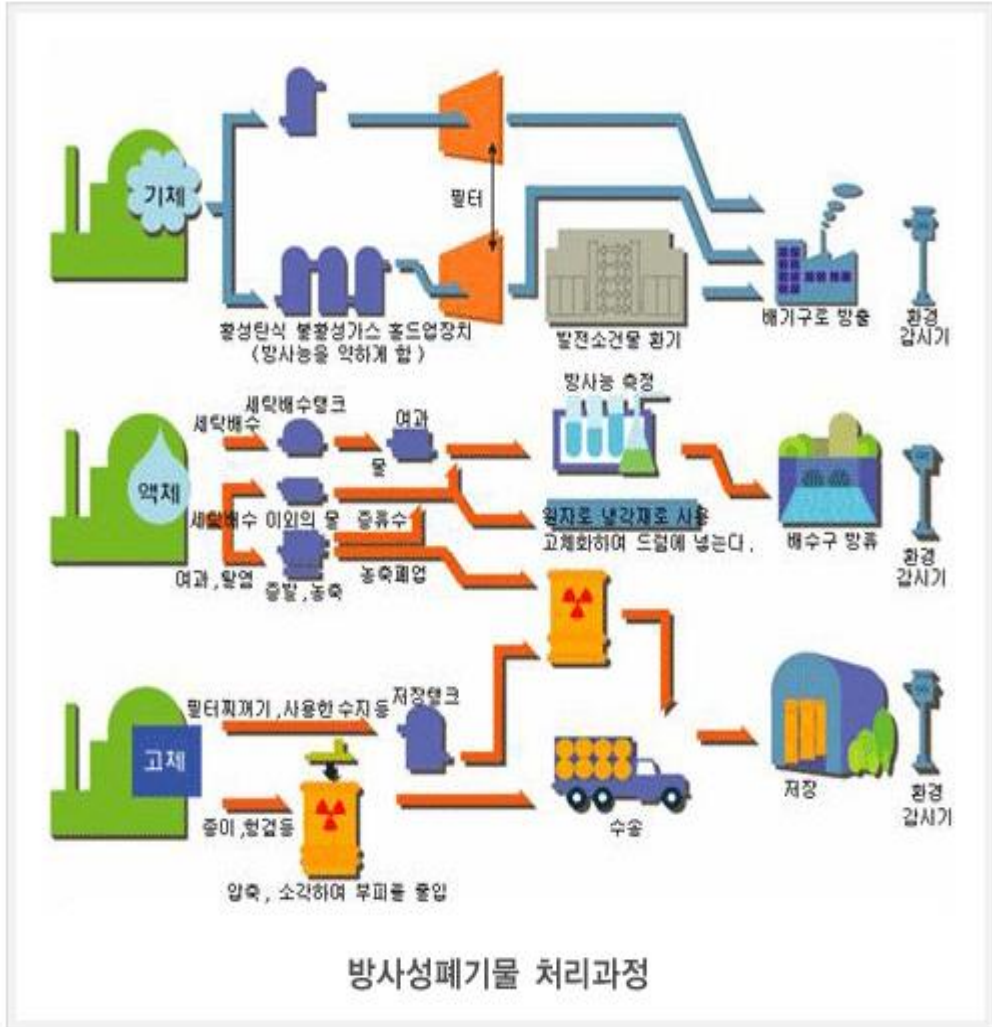 기체
필터
활성탄식 불활성가스 홀드업장치
(방사능을 약하게 함)
발전소건물 환기
배기구로 방출
환경
감시기
방사능 측정
세탁배수탱크
세탁배수
여과
물
액체
세탁배수 이외의 물
증류수
원자로 냉각재로 사용
고체화하여 드럼에 넣는다.
배수구 방류
환경
감시기
여과,탈염
증발,농축
농축폐업
저장탱크
필터찌꺼기,사용한 수지 등
고체
종이,헝겊등
수송
저장
환경
감시기
압축, 소각하여 부피를 줄임
방사성폐기물 처리과정